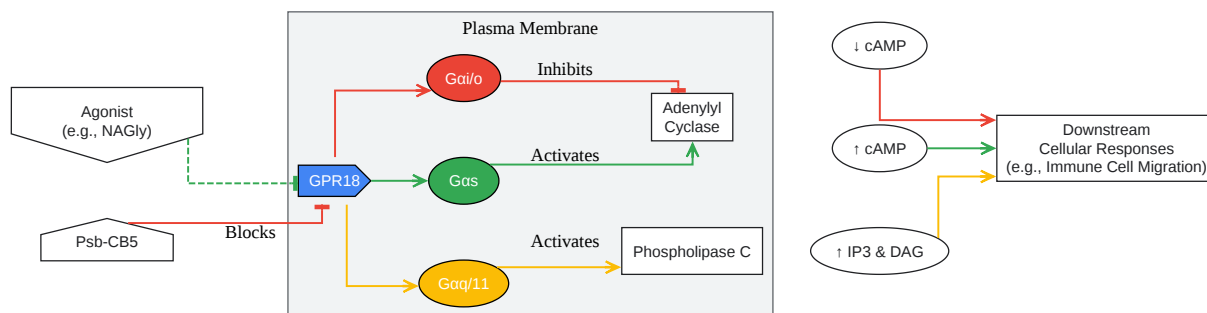 Plasma Membrane
Agonist
(e.g., NAGly)
Psb-CB5
Blocks
GPR18
Gαi/o
Inhibits
Adenylyl
Cyclase
Gαs
Activates
Gαq/11
Activates
Phospholipase C
↓ cAMP
↑ cAMP
↑ IP3 & DAG
Downstream
Cellular Responses
(e.g., Immune Cell Migration)